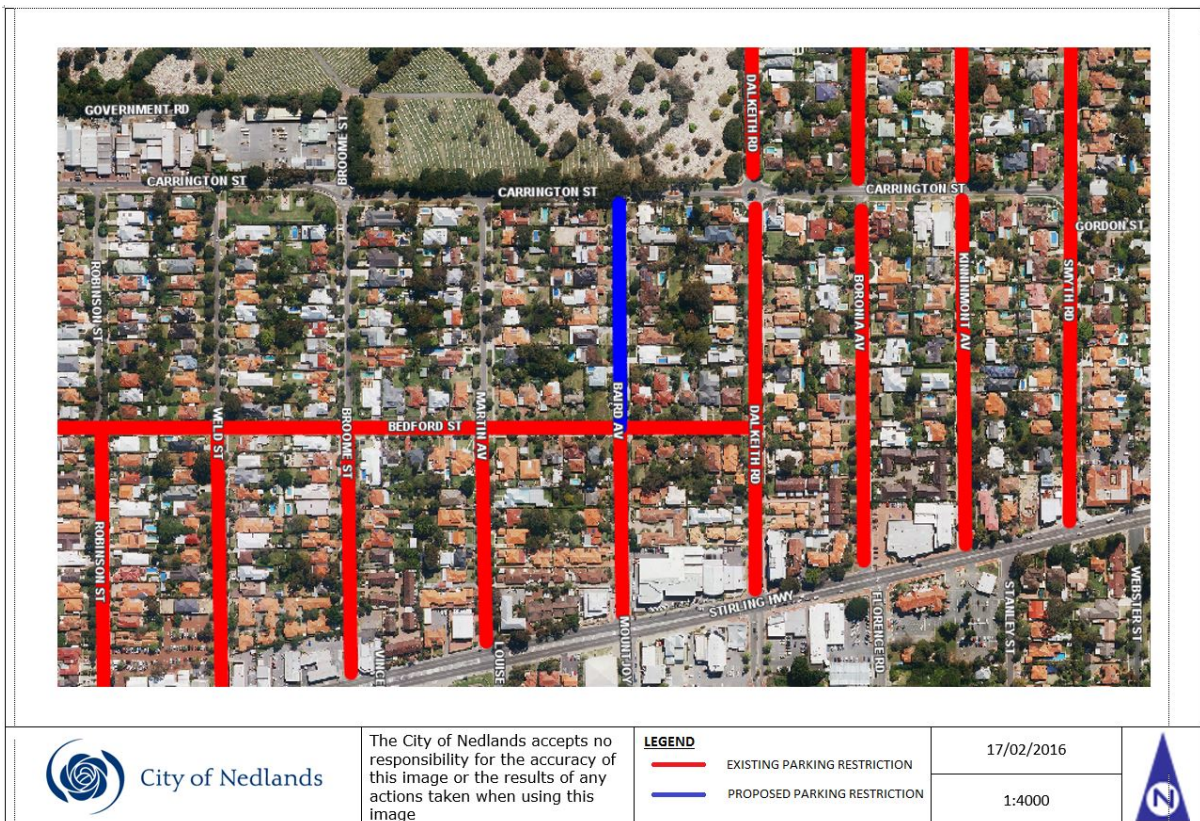 GOVERNMENT RD
BROOME ST
DALKEITH RD
CARRINGTON ST
CARRINGTON ST
CARRINGTON ST
GORDON ST
ROBINSON ST
BORONIA AV
KINNINMONT AV
SMYTH RD
WELD ST
BROOME ST
BEDFORD ST
MARTIN AV
BAIRD AV
DALKEITH RD
ROBINSON ST
STIRLING HWY
VINCE
LOUISE
MOUNTJOY
FLORENCE RD
STANLEY ST
WEBSTER ST
City of Nedlands
The City of Nedlands accepts no
responsibility for the accuracy of
this image or the results of any
actions taken when using this
image
LEGEND
EXISTING PARKING RESTRICTION
PROPOSED PARKING RESTRICTION
17/02/2016
1:4000
N